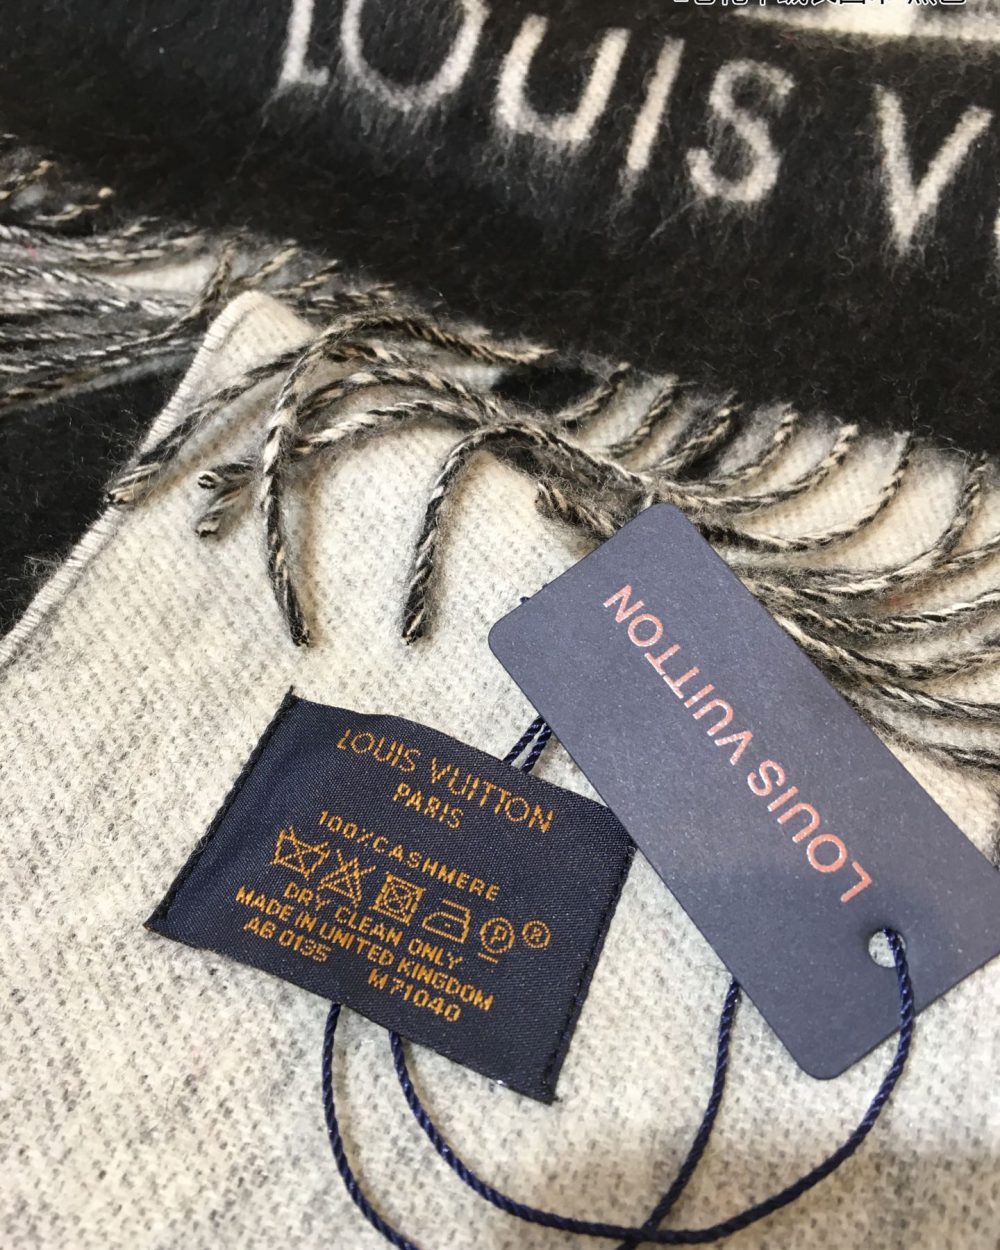 LOUIS V
LOUIS VUITTON
LOUIS VUITTON
PARIS
100% CASHMERE
P ®
DRY CLEAN ONLY
MADE IN UNITED KINGDOM
AB 0135 M71040